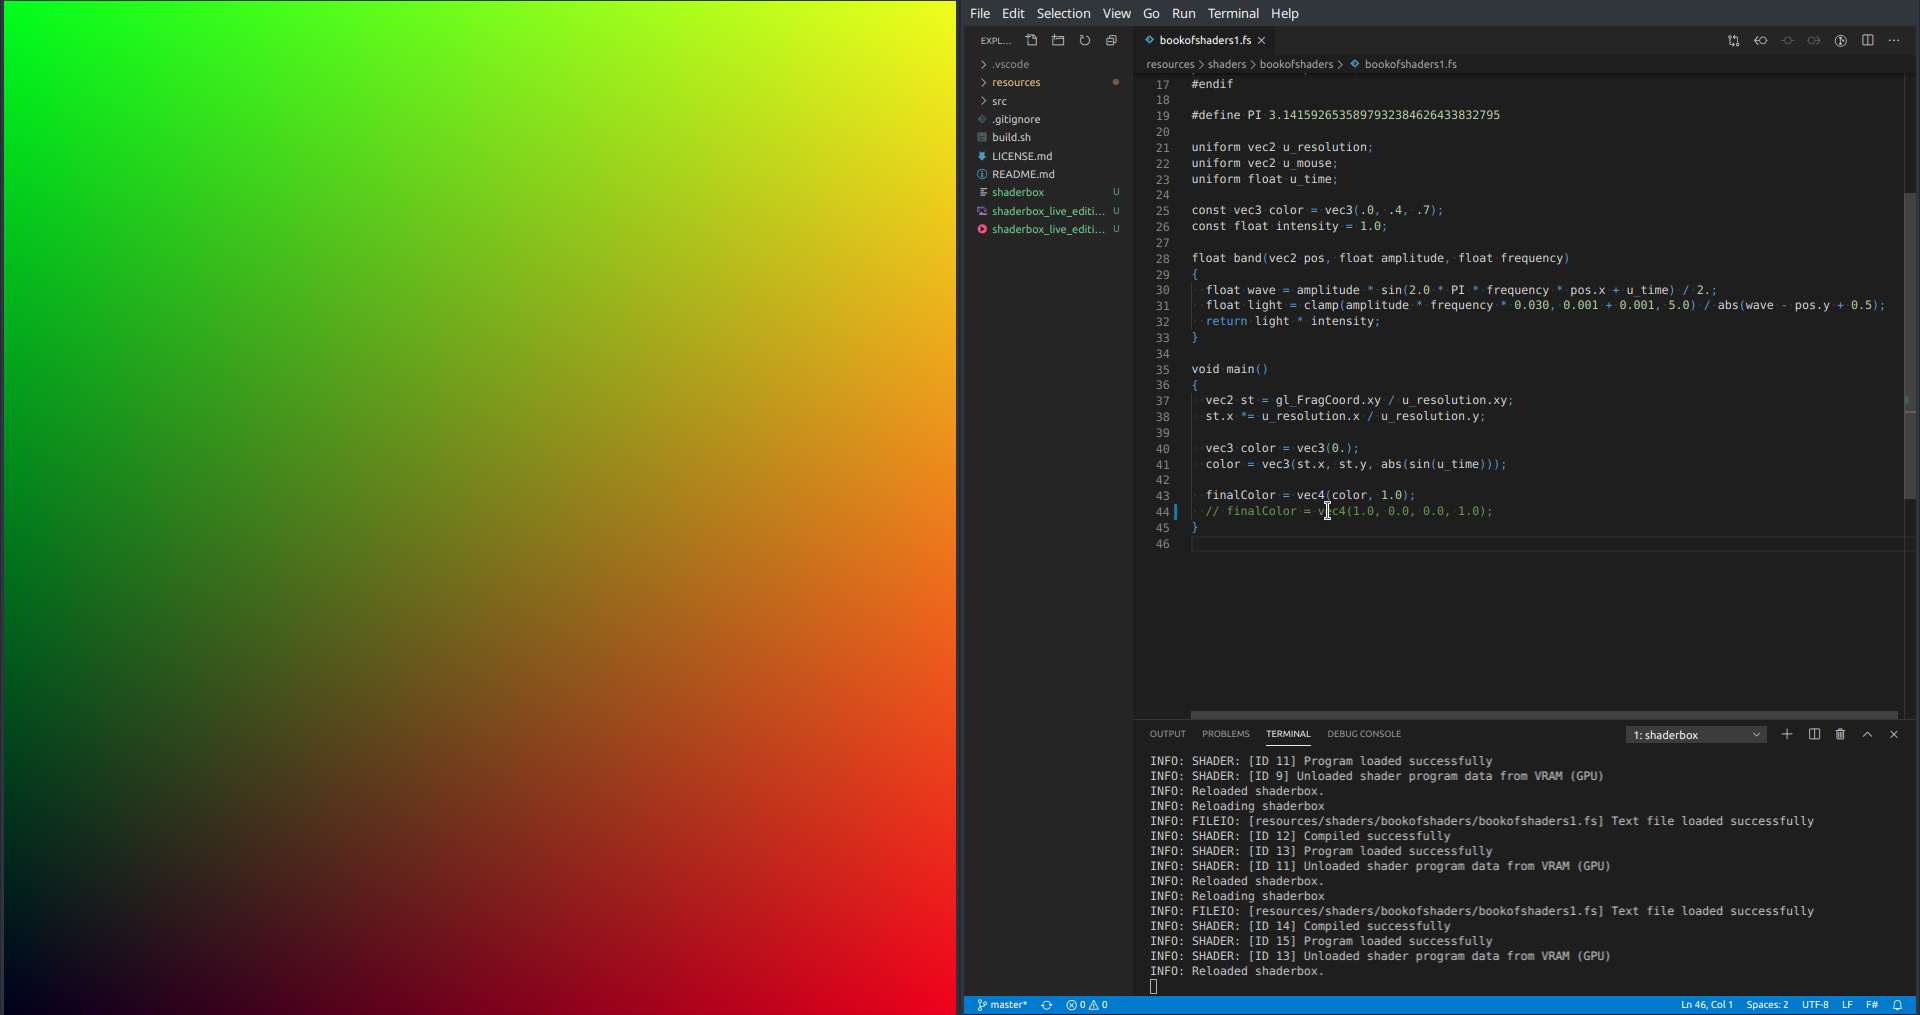 File Edit Selection View Go Run Terminal Help
EXPL...
bookofshaders1.fs
resources > shaders > bookofshaders > bookofshaders1.fs
.vscode
resources
src
.gitignore
build.sh
LICENSE.md
README.md
shaderbox U
shaderbox_live_editi... U
shaderbox_live_editi... U
17 #endif
18
19 #define PI 3.1415926535897932384626433832795
20
21 uniform vec2 u_resolution;
22 uniform vec2 u_mouse;
23 uniform float u_time;
24
25 const vec3 color = vec3(.0, .4, .7);
26 const float intensity = 1.0;
27
28 float band(vec2 pos, float amplitude, float frequency)
29 {
30 float wave = amplitude * sin(2.0 * PI * frequency * pos.x + u_time) / 2.;
31 float light = clamp(amplitude * frequency * 0.030, 0.001 + 0.001, 5.0) / abs(wave - pos.y + 0.5);
32 return light * intensity;
33 }
34
35 void main()
36 {
37 vec2 st = gl_FragCoord.xy / u_resolution.xy;
38 st.x *= u_resolution.x / u_resolution.y;
39
40 vec3 color = vec3(0.);
41 color = vec3(st.x, st.y, abs(sin(u_time)));
42
43 finalColor = vec4(color, 1.0);
44 // finalColor = vec4(1.0, 0.0, 0.0, 1.0);
45 }
46
OUTPUT PROBLEMS TERMINAL DEBUG CONSOLE 1: shaderbox
INFO: SHADER: [ID 11] Program loaded successfully
INFO: SHADER: [ID 9] Unloaded shader program data from VRAM (GPU)
INFO: Reloaded shaderbox.
INFO: Reloading shaderbox
INFO: FILEIO: [resources/shaders/bookofshaders/bookofshaders1.fs] Text file loaded successfully
INFO: SHADER: [ID 12] Compiled successfully
INFO: SHADER: [ID 13] Program loaded successfully
INFO: SHADER: [ID 11] Unloaded shader program data from VRAM (GPU)
INFO: Reloaded shaderbox.
INFO: Reloading shaderbox
INFO: FILEIO: [resources/shaders/bookofshaders/bookofshaders1.fs] Text file loaded successfully
INFO: SHADER: [ID 14] Compiled successfully
INFO: SHADER: [ID 15] Program loaded successfully
INFO: SHADER: [ID 13] Unloaded shader program data from VRAM (GPU)
INFO: Reloaded shaderbox.
master* 0 0 Ln 46, Col 1 Spaces: 2 UTF-8 LF F#